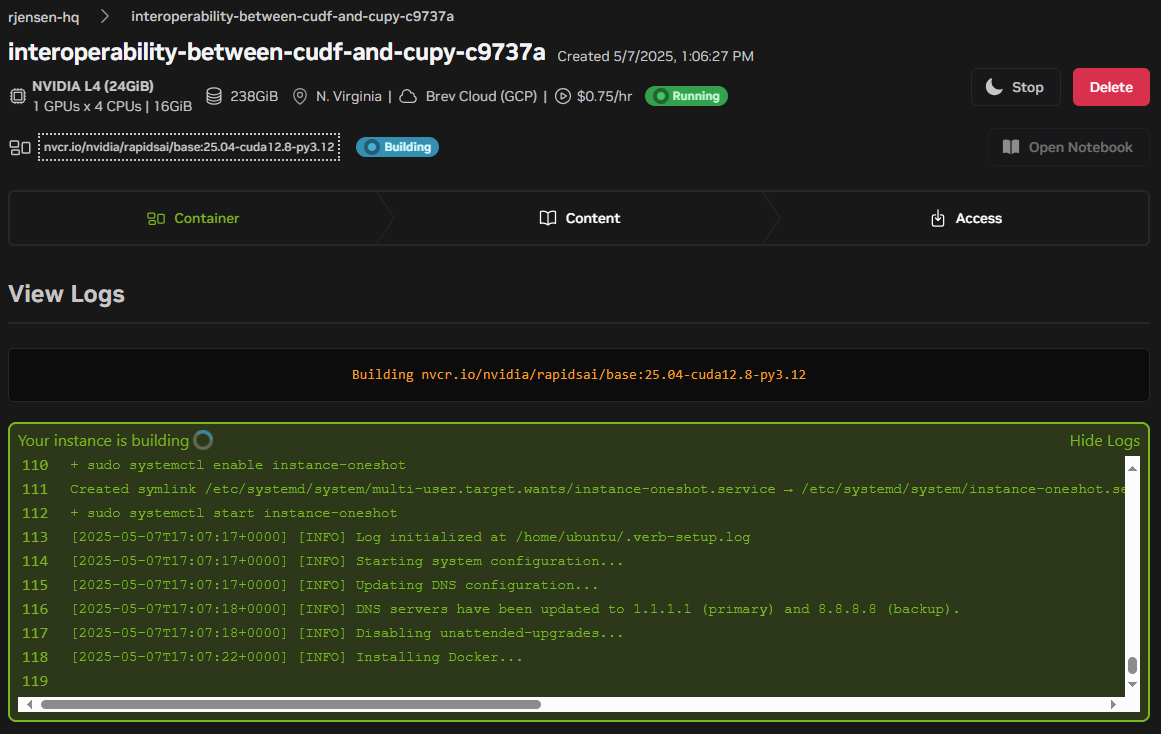 rjensen-hq > interoperability-between-cudf-and-cupy-c9737a
interoperability-between-cudf-and-cupy-c9737a Created 5/7/2025, 1:06:27 PM
NVIDIA L4 (24GiB)
1 GPUs x 4 CPUs | 16GiB
238GiB
N. Virginia | Brev Cloud (GCP) | $0.75/hr
Running
Stop
Delete
nvcr.io/nvidia/rapidsai/base:25.04-cuda12.8-py3.12
Building
Open Notebook
Container
Content
Access
View Logs
Building nvcr.io/nvidia/rapidsai/base:25.04-cuda12.8-py3.12
Your instance is building
Hide Logs
110 + sudo systemctl enable instance-oneshot
111 Created symlink /etc/systemd/system/multi-user.target.wants/instance-oneshot.service → /etc/systemd/system/instance-oneshot.se
112 + sudo systemctl start instance-oneshot
113 [2025-05-07T17:07:17+0000] [INFO] Log initialized at /home/ubuntu/.verb-setup.log
114 [2025-05-07T17:07:17+0000] [INFO] Starting system configuration...
115 [2025-05-07T17:07:17+0000] [INFO] Updating DNS configuration...
116 [2025-05-07T17:07:18+0000] [INFO] DNS servers have been updated to 1.1.1.1 (primary) and 8.8.8.8 (backup).
117 [2025-05-07T17:07:18+0000] [INFO] Disabling unattended-upgrades...
118 [2025-05-07T17:07:22+0000] [INFO] Installing Docker...
119